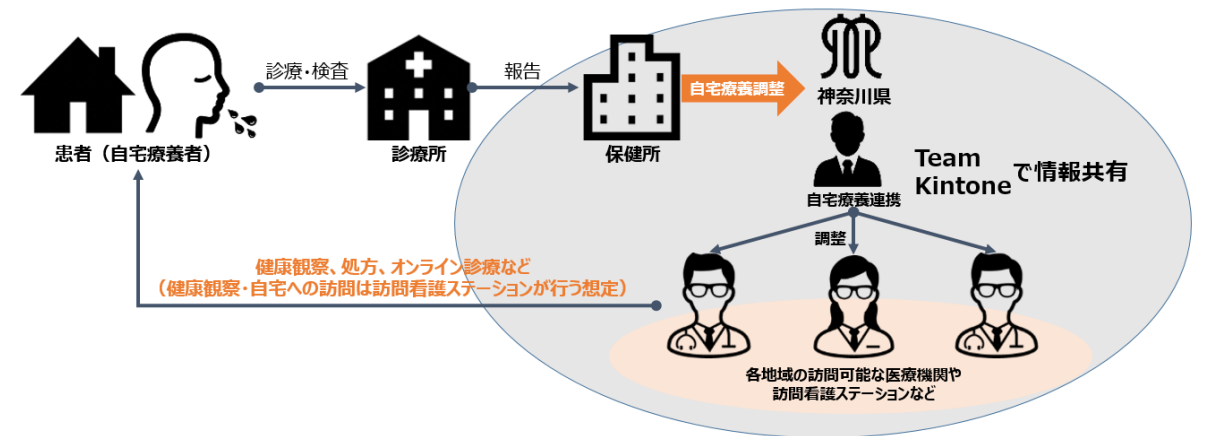 診療・検査
報告
自宅療養調整
神奈川県
患者（自宅療養者）
診療所
保健所
Team
Kintone
で情報共有
自宅療養連携
調整
健康観察、処方、オンライン診療など
（健康観察・自宅への訪問は訪問看護ステーションが行う想定）
各地域の訪問可能な医療機関や
訪問看護ステーションなど